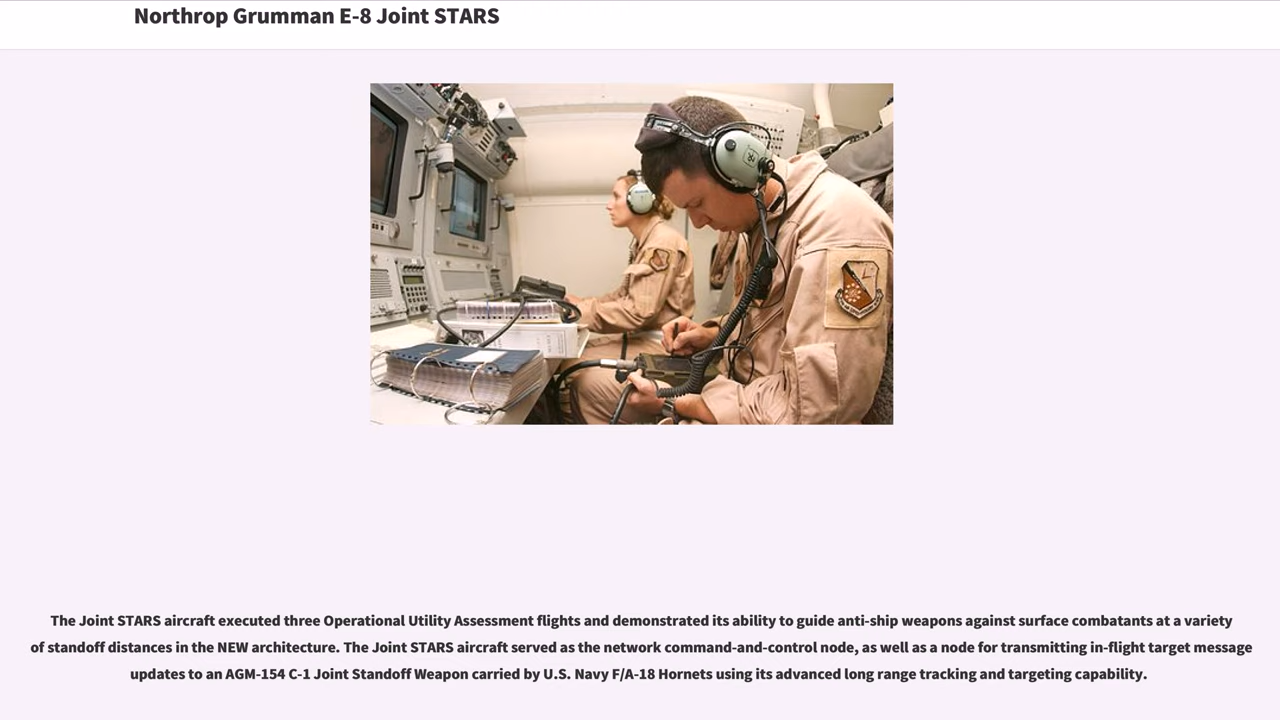 Northrop Grumman E-8 Joint STARS
The Joint STARS aircraft executed three Operational Utility Assessment flights and demonstrated its ability to guide anti-ship weapons against surface combatants at a variety
of standoff distances in the NEW architecture. The Joint STARS aircraft served as the network command-and-control node, as well as a node for transmitting in-flight target message
updates to an AGM-154 C-1 Joint Standoff Weapon carried by U.S. Navy F/A-18 Hornets using its advanced long range tracking and targeting capability.